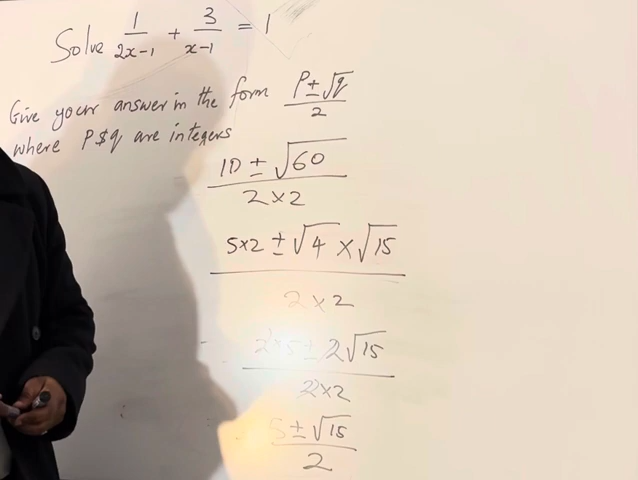 Solve 1/(2x-1) + 3/(x-1) = 1
Give your answer in the form (P±√q)/2
where P$q are integers
(10 ± √60)/(2×2)
(5×2 ± √4 × √15)/(2×2)
(2×5 ± 2√15)/(2×2)
(5 ± √15)/2